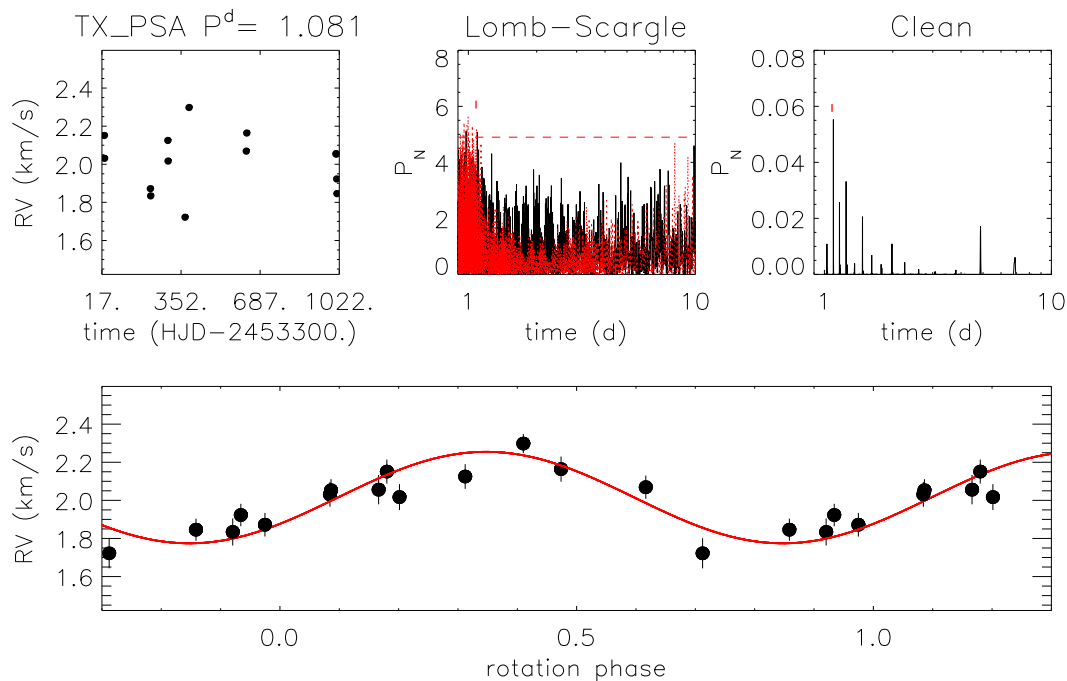 TX_PSA P^d= 1.081
RV (km/s)
2.4
2.2
2.0
1.8
1.6
17. 352. 687. 1022.
time (HJD-2453300.)
Lomb-Scargle
P_N
8
6
4
2
0
1 10
time (d)
Clean
P_N
0.08
0.06
0.04
0.02
0.00
1 10
time (d)
RV (km/s)
2.4
2.2
2.0
1.8
1.6
0.0 0.5 1.0
rotation phase